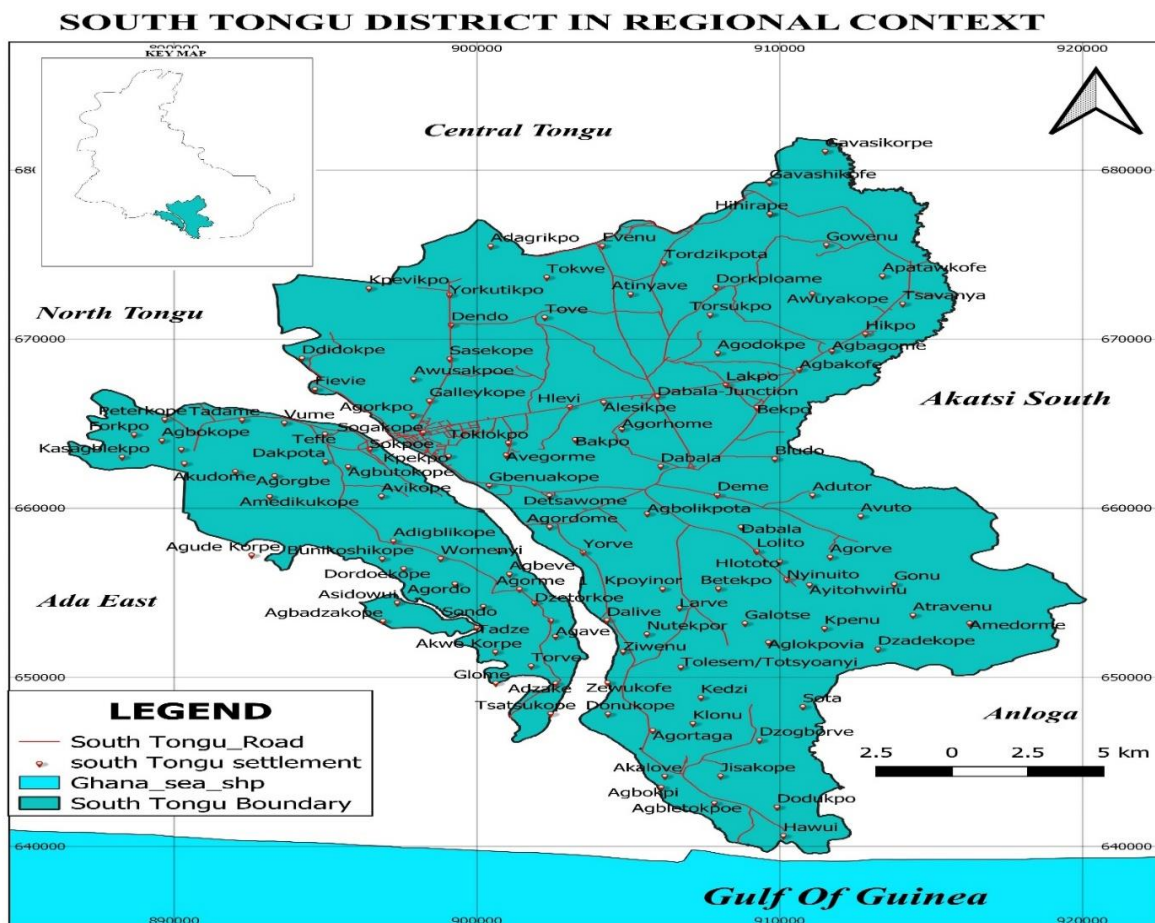 SOUTH TONGU DISTRICT IN REGIONAL CONTEXT
900000
910000
920000
KEY MAP
Central Tongu
Gavasikorpe
680000
Gavashikofe
Hihirape
Adagrikpo
Evenu
Gowenu
Tordzikpota
Kpevikpo
Tokwe
Apatawkofe
Yorkutikpo
Atinyave
Dorkploame
Awuyakope
Tsavanya
North Tongu
Dendo
Tove
Torsukpo
Hikpo
670000
670000
Ddidokpe
Sasekope
Agodokpe
Agbagome
Awusakpoe
Agbakofe
Fievie
Galleykope
Lakpo
Dabala-Junction
Akatsi South
Peterkope
Tadame
Vume
Agorkpo
Hlevi
Alesikpe
Bekpo
Forkpo
Agbokope
Tefle
Sogakope
Toklokpo
Agorhome
Kasagblekpo
Dakpota
Sokpoe
Kpekpo
Avegorme
Bakpo
Dabala
Bludo
Akudome
Agorgbe
Agbutokope
Gbenuakope
Amedikukope
Avikope
Detsawome
Deme
Adutor
660000
660000
Agbolikpota
Avuto
Adigblikope
Agordome
Dabala
Agude Korpe
Bunikoshikope
Womenyi
Yorve
Lolito
Agorve
Dordoekope
Agbeve
Hlototo
Ada East
Asidowui
Agordo
Agorme_1
Kpoyinor
Betekpo
Nyinuito
Gonu
Agbadzakope
Sondo
Dzetorkoe
Dalive
Larve
Ayitohwinu
Tadze
Agave
Nutekpor
Galotse
Kpenu
Atravenu
Akwe Korpe
Ziwenu
Aglokpovia
Amedorme
Glome
Torve
Tolesem/Totsyoanyi
Dzadekope
650000
Adzake
Zewukofe
Kedzi
Sota
Tsatsukope
Donukope
Klonu
Anloga
Agortaga
Dzogborve
Akalove
Jisakope
Agbokpi
Agbletokpoe
Dodukpo
Hawui
2.5
0
2.5
5 km
LEGEND
South Tongu_Road
south Tongu settlement
Ghana_sea_shp
South Tongu Boundary
640000
640000
Gulf Of Guinea
890000
900000
910000
920000